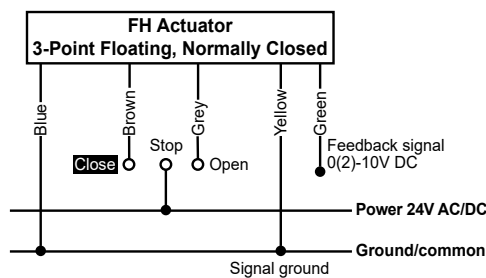 FH Actuator
3-Point Floating, Normally Closed
Blue
Brown
Grey
Yellow
Green
Close
Stop
Open
Feedback signal
0(2)-10V DC
Power 24V AC/DC
Ground/common
Signal ground